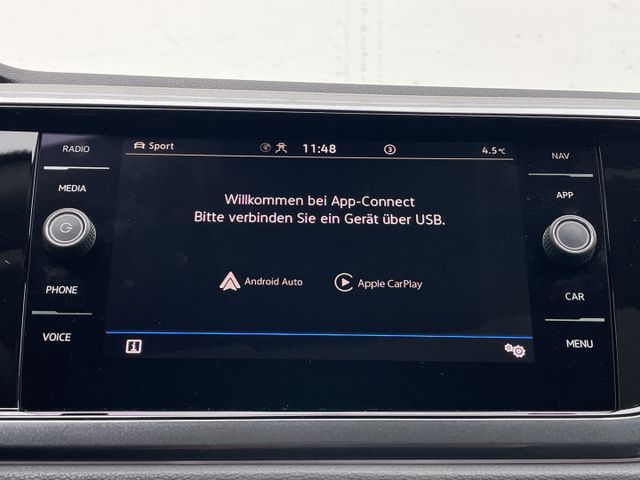 RADIO
MEDIA
PHONE
VOICE
Sport
11:48
3
4.5°C
Willkommen bei App-Connect
Bitte verbinden Sie ein Gerät über USB.
Android Auto
Apple CarPlay
i
NAV
APP
CAR
MENU